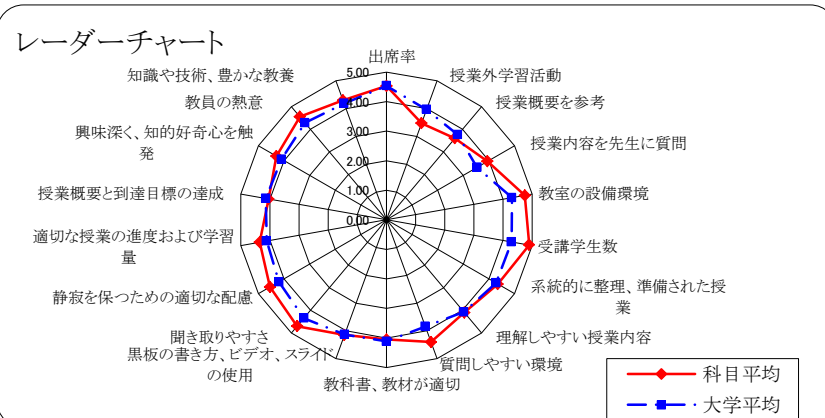 レーダーチャート
出席率
授業外学習活動
授業概要を参考
授業内容を先生に質問
教室の設備環境
受講学生数
系統的に整理、準備された授
業
理解しやすい授業内容
質問しやすい環境
教科書、教材が適切
黒板の書き方、ビデオ、スライド
の使用
聞き取りやすさ
静寂を保つための適切な配慮
適切な授業の進度および学習
量
授業概要と到達目標の達成
興味深く、知的好奇心を触
発
教員の熱意
知識や技術、豊かな教養
5.00
4.00
3.00
2.00
1.00
0.00
科目平均
大学平均